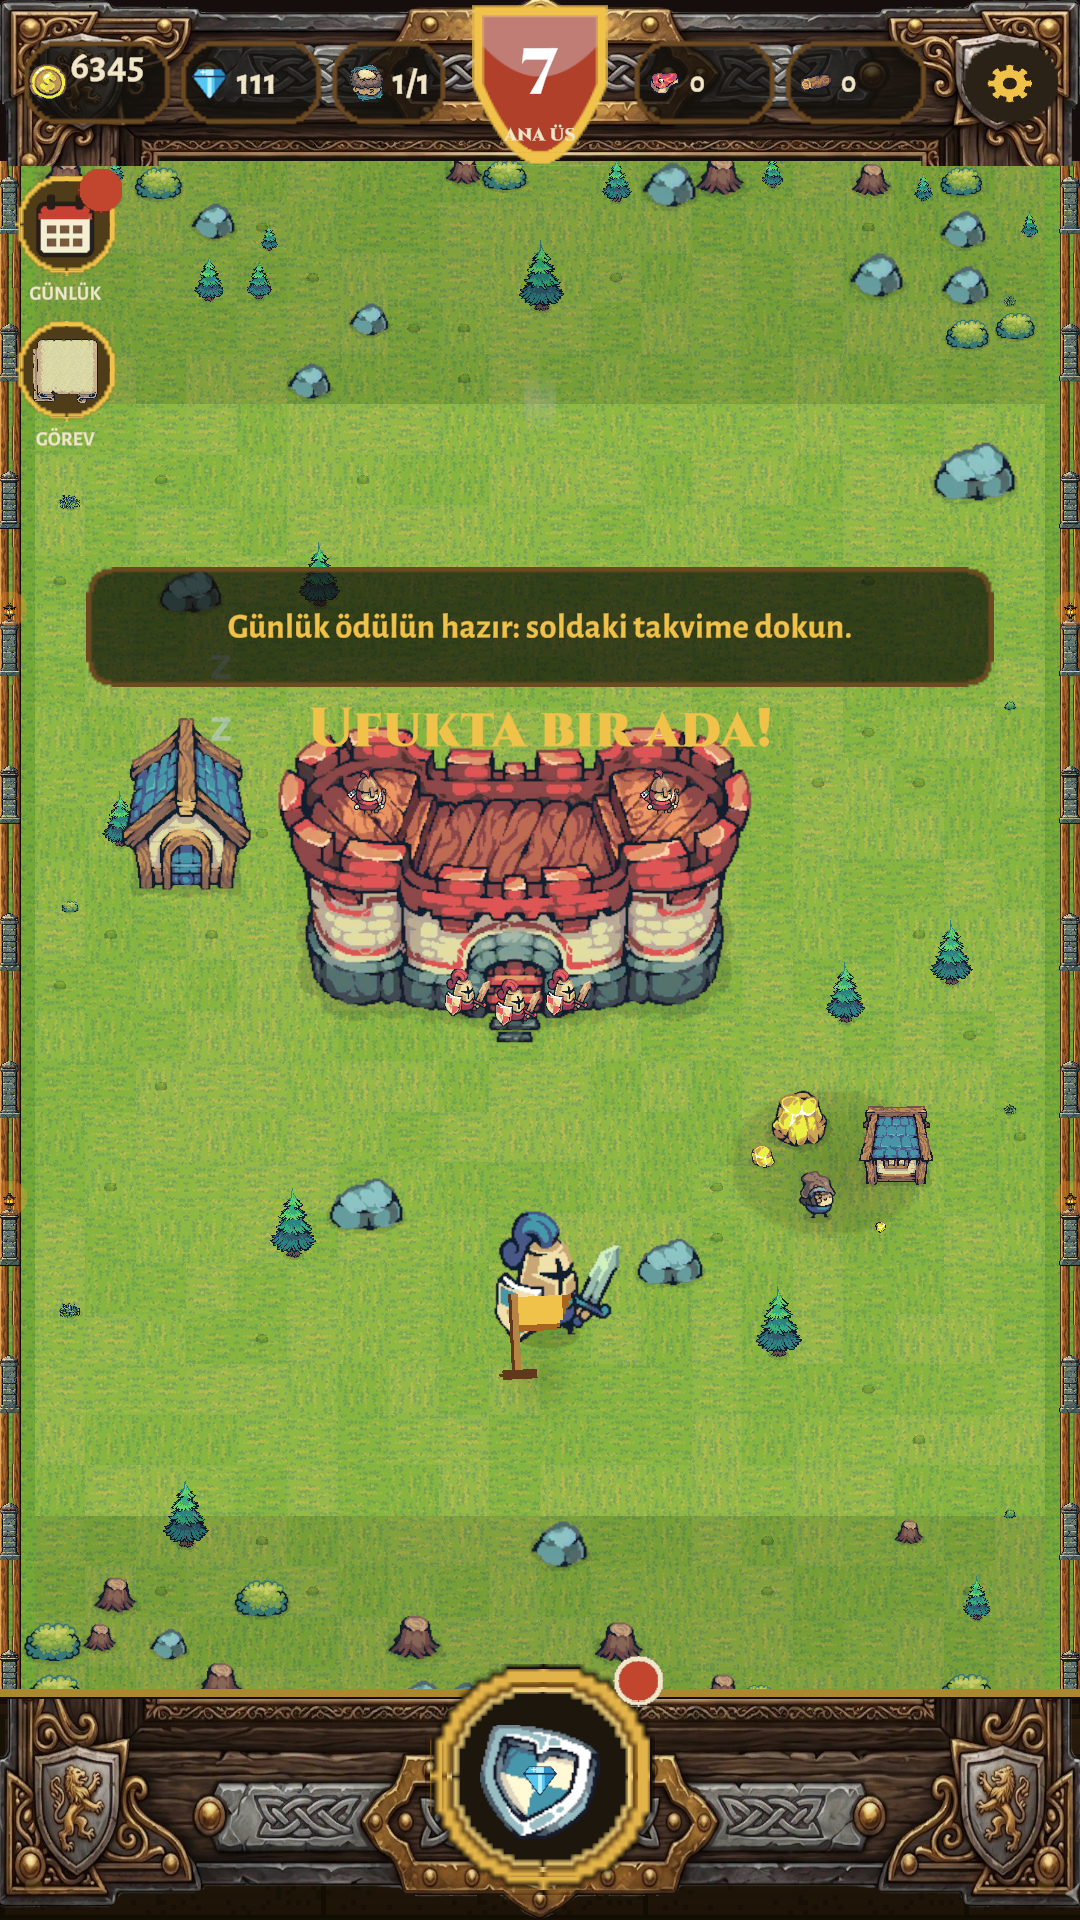 6345
111
1/1
7
ANA ÜS
0
0
GÜNLÜK
GÖREV
Günlük ödülün hazır: soldaki takvime dokun.
Z
Z
UFUKTA BIR ADA!